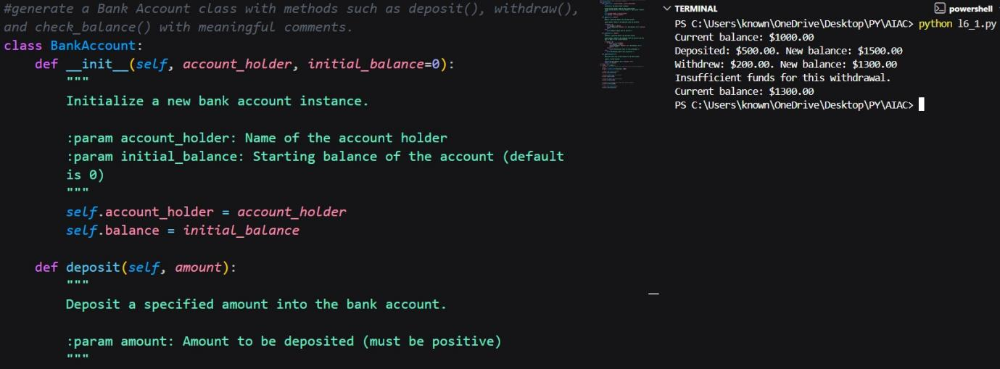 #generate a Bank Account class with methods such as deposit(), withdraw(),
and check_balance() with meaningful comments.
class BankAccount:
    def __init__(self, account_holder, initial_balance=0):
        """
        Initialize a new bank account instance.

        :param account_holder: Name of the account holder
        :param initial_balance: Starting balance of the account (default
        is 0)
        """
        self.account_holder = account_holder
        self.balance = initial_balance

    def deposit(self, amount):
        """
        Deposit a specified amount into the bank account.

        :param amount: Amount to be deposited (must be positive)
        """
TERMINAL
powershell
PS C:\Users\known\OneDrive\Desktop\PY\AIAC> python l6_1.py
Current balance: $1000.00
Deposited: $500.00. New balance: $1500.00
Withdrew: $200.00. New balance: $1300.00
Insufficient funds for this withdrawal.
Current balance: $1300.00
PS C:\Users\known\OneDrive\Desktop\PY\AIAC>